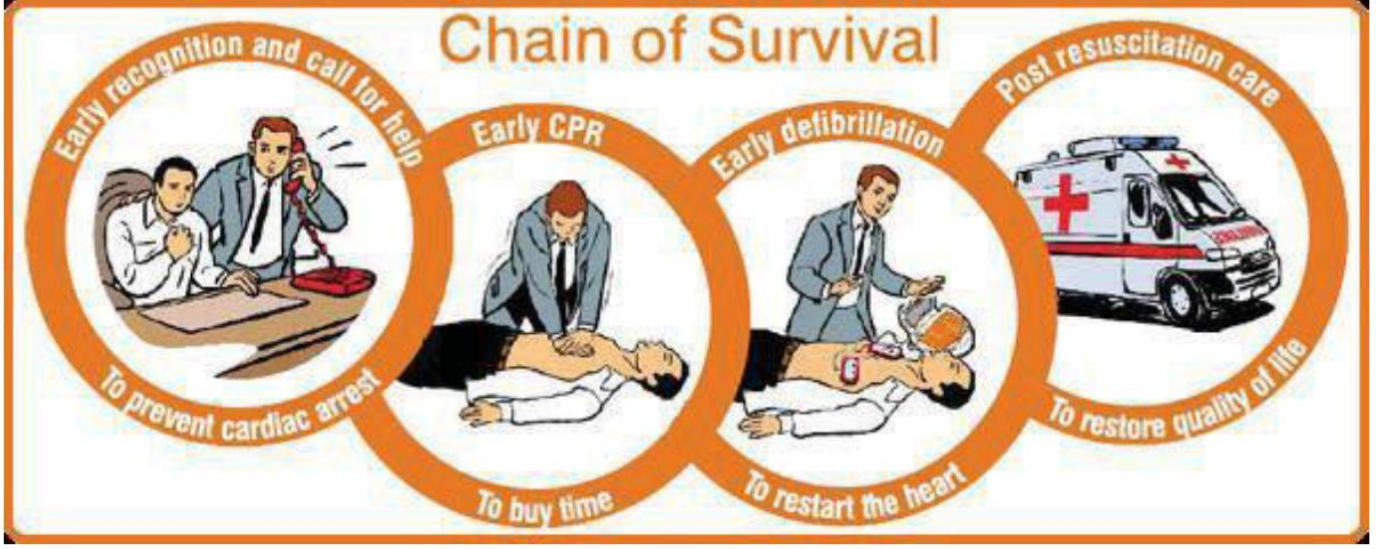 Chain of Survival
Early recognition and call for help
To prevent cardiac arrest
Early CPR
To buy time
Early defibrillation
To restart the heart
Post resuscitation care
To restore quality of life